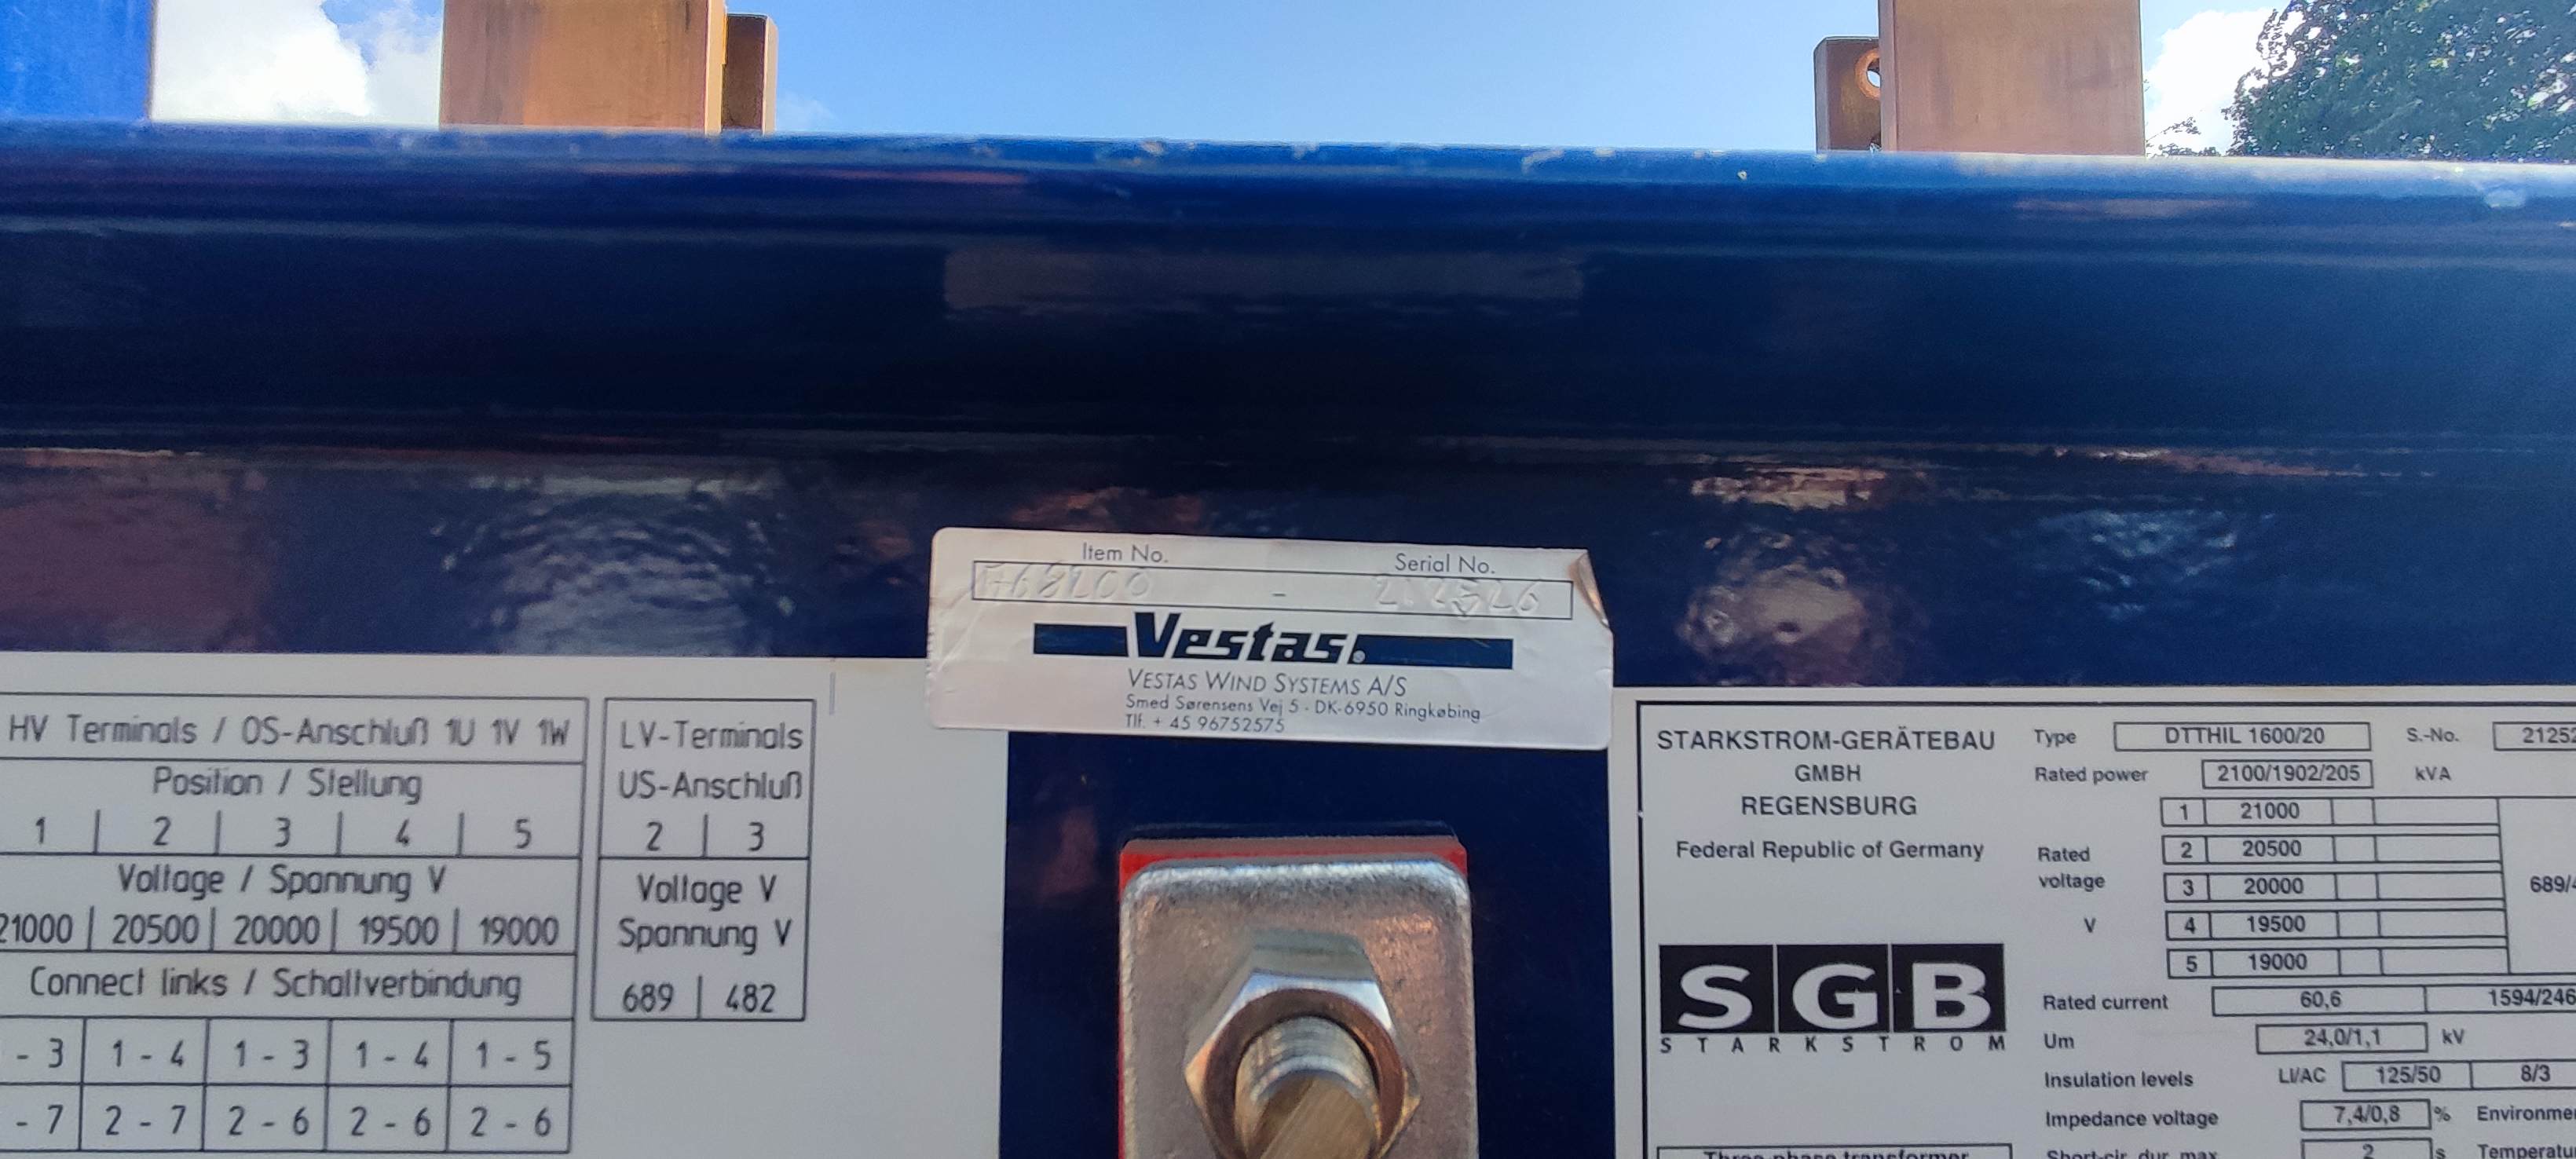 Item No. Serial No.
-
Vestas
VESTAS WIND SYSTEMS A/S
Smed Sørensens Vej 5 - DK-6950 Ringkøbing
Tlf. + 45 96752575
HV Terminals / OS-Anschluß 1U 1V 1W
Position / Stellung
1 | 2 | 3 | 4 | 5
Voltage / Spannung V
21000 | 20500 | 20000 | 19500 | 19000
Connect links / Schaltverbindung
- 3 1 - 4 1 - 3 1 - 4 1 - 5
- 7 2 - 7 2 - 6 2 - 6 2 - 6
LV-Terminals
US-Anschluß
2 | 3
Voltage V
Spannung V
689 | 482
STARKSTROM-GERÄTEBAU
GMBH
REGENSBURG
Federal Republic of Germany
SGB
STARKSTROM
Type DTTHIL 1600/20 S.-No. 2125
Rated power 2100/1902/205 kVA
1 21000
Rated 2 20500
voltage 3 20000 689/
V 4 19500
5 19000
Rated current 60,6 1594/246
Um 24,0/1,1 kV
Insulation levels LI/AC 125/50 8/3
Impedance voltage 7,4/0,8 %
2 s
Three-phase transformer